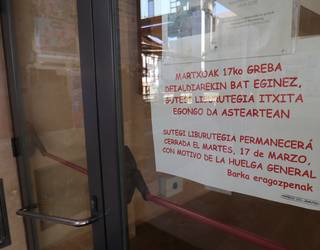 MARTXOAK 17ko GREBA
DEIALDIAREKIN BAT EGINEZ,
SUTEGI LIBURUTEGIA ITXITA
EGONGO DA ASTEARTEAN
SUTEGI LIBURUTEGIA PERMANECERÁ
CERRADA EL MARTES, 17 de MARZO,
CON MOTIVO DE LA HUELGA GENERAL
Barka eragozpenak